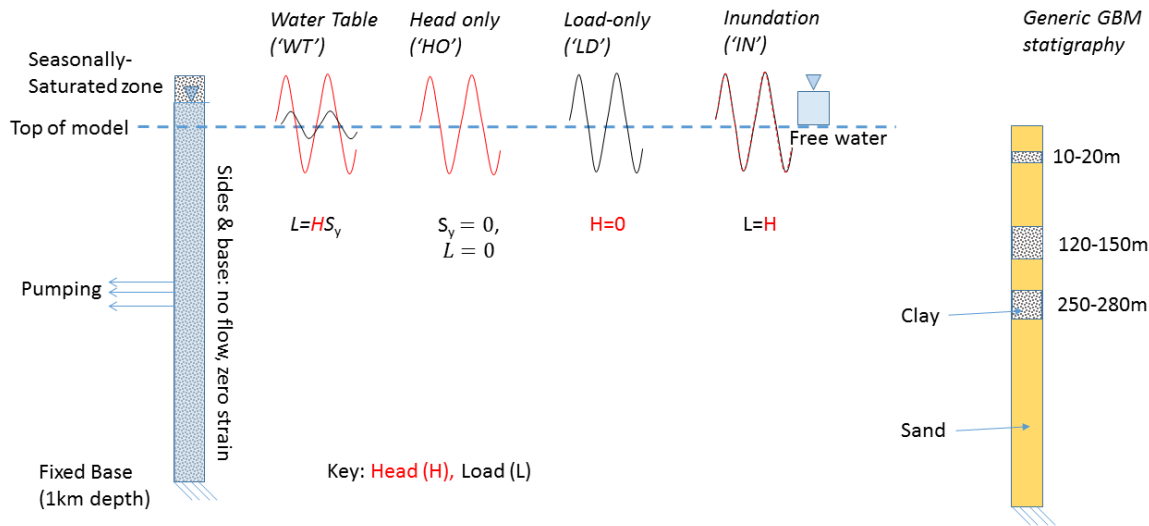 Water Table
('WT')
Head only
('HO')
Load-only
('LD')
Inundation
('IN')
Generic GBM
statigraphy
Seasonally-
Saturated zone
Top of model
Free water
10-20m
L=HSy
Sy = 0,
L = 0
H=0
L=H
120-150m
Sides & base: no flow, zero strain
Pumping
250-280m
Clay
Sand
Fixed Base
(1km depth)
Key: Head (H), Load (L)